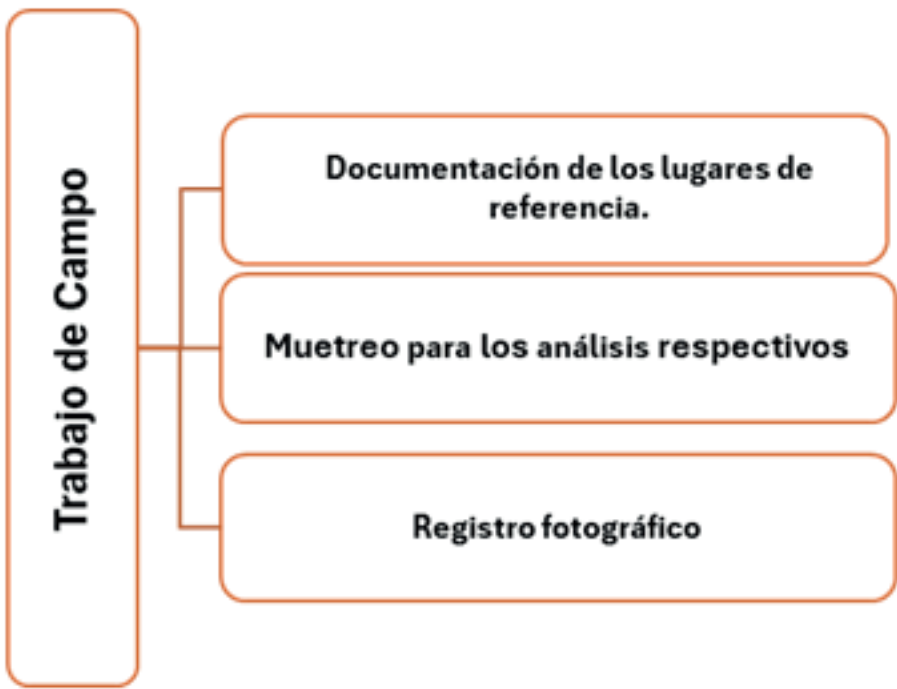 Trabajo de Campo
Documentación de los lugares de
referencia.
Muetreo para los análisis respectivos
Registro fotográfico